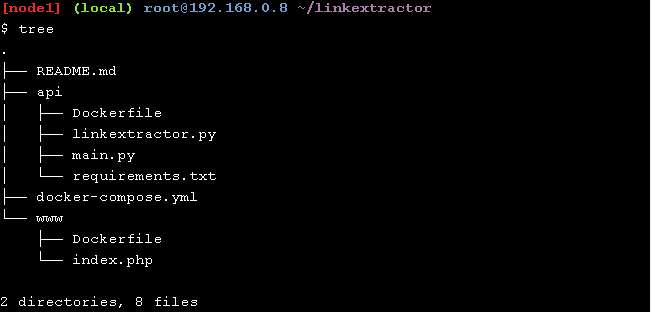 [node1] (local) root@192.168.0.8 ~/linkextractor
$ tree
.
├── README.md
├── api
│   ├── Dockerfile
│   ├── linkextractor.py
│   ├── main.py
│   └── requirements.txt
├── docker-compose.yml
└── www
    ├── Dockerfile
    └── index.php

2 directories, 8 files